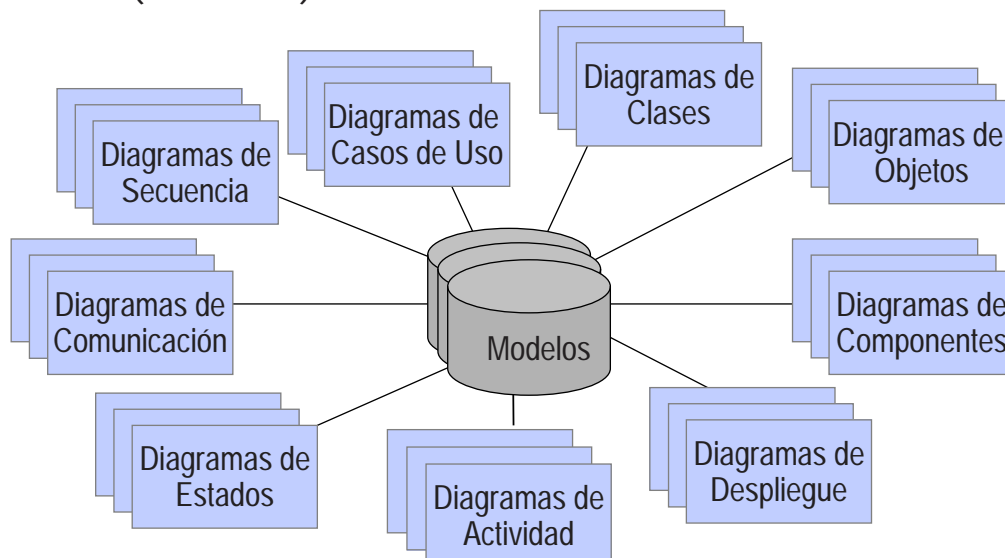 Diagramas de
Casos de Uso
Diagramas de
Clases
Diagramas de
Secuencia
Diagramas de
Objetos
Diagramas de
Comunicación
Modelos
Diagramas de
Componentes
Diagramas de
Estados
Diagramas de
Actividad
Diagramas de
Despliegue